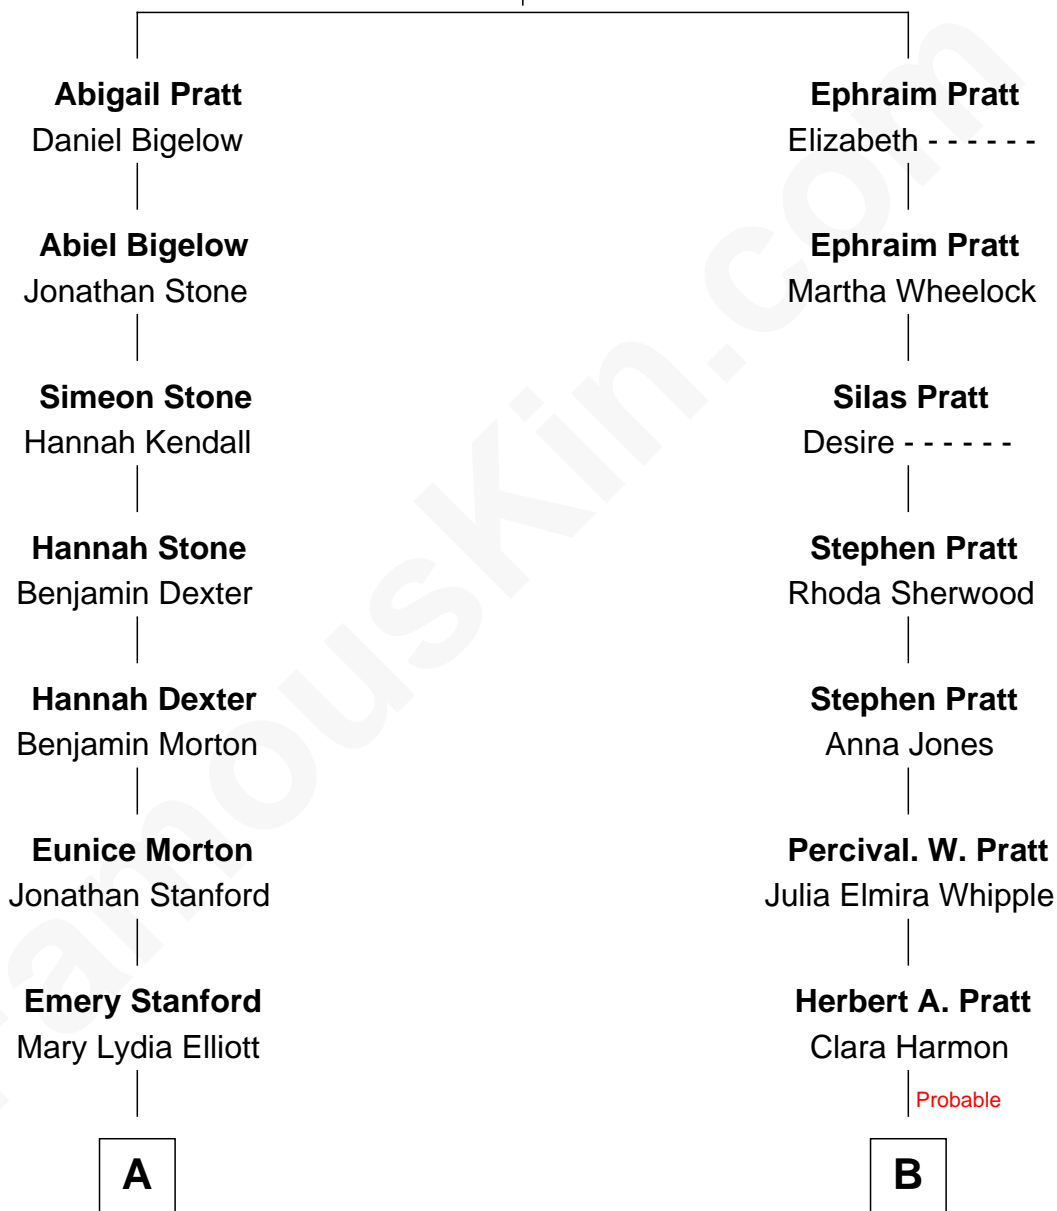 Abigail Pratt
Daniel Bigelow
Abiel Bigelow
Jonathan Stone
Simeon Stone
Hannah Kendall
Hannah Stone
Benjamin Dexter
Hannah Dexter
Benjamin Morton
Eunice Morton
Jonathan Stanford
Emery Stanford
Mary Lydia Elliott
A
Ephraim Pratt
Elizabeth - - - - - -
Ephraim Pratt
Martha Wheelock
Silas Pratt
Desire - - - - - -
Stephen Pratt
Rhoda Sherwood
Stephen Pratt
Anna Jones
Percival. W. Pratt
Julia Elmira Whipple
Herbert A. Pratt
Clara Harmon
Probable
B
FamousKin.com